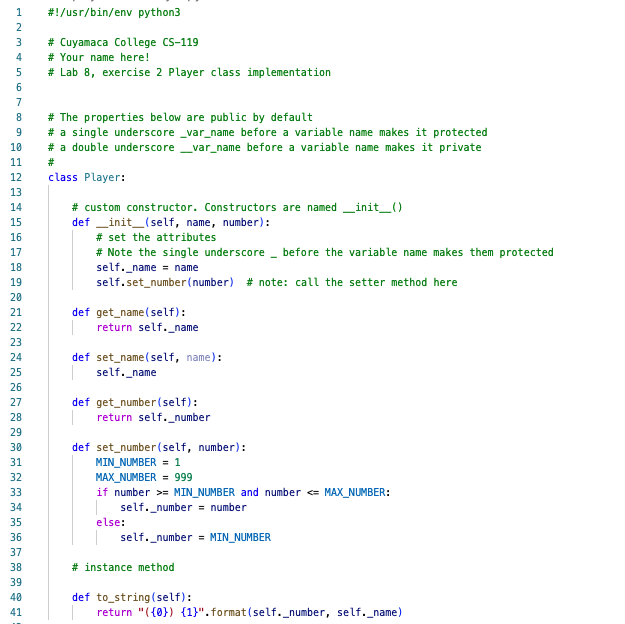 1 #!/usr/bin/env python3
2
3 # Cuyamaca College CS-119
4 # Your name here!
5 # Lab 8, exercise 2 Player class implementation
6
7
8 # The properties below are public by default
9 # a single underscore _var_name before a variable name makes it protected
10 # a double underscore __var_name before a variable name makes it private
11 #
12 class Player:
13
14     # custom constructor. Constructors are named __init__()
15     def __init__(self, name, number):
16         # set the attributes
17         # Note the single underscore _ before the variable name makes them protected
18         self._name = name
19         self.set_number(number)  # note: call the setter method here
20
21     def get_name(self):
22         return self._name
23
24     def set_name(self, name):
25         self._name
26
27     def get_number(self):
28         return self._number
29
30     def set_number(self, number):
31         MIN_NUMBER = 1
32         MAX_NUMBER = 999
33         if number >= MIN_NUMBER and number <= MAX_NUMBER:
34             self._number = number
35         else:
36             self._number = MIN_NUMBER
37
38     # instance method
39
40     def to_string(self):
41         return "({0}) {1}".format(self._number, self._name)